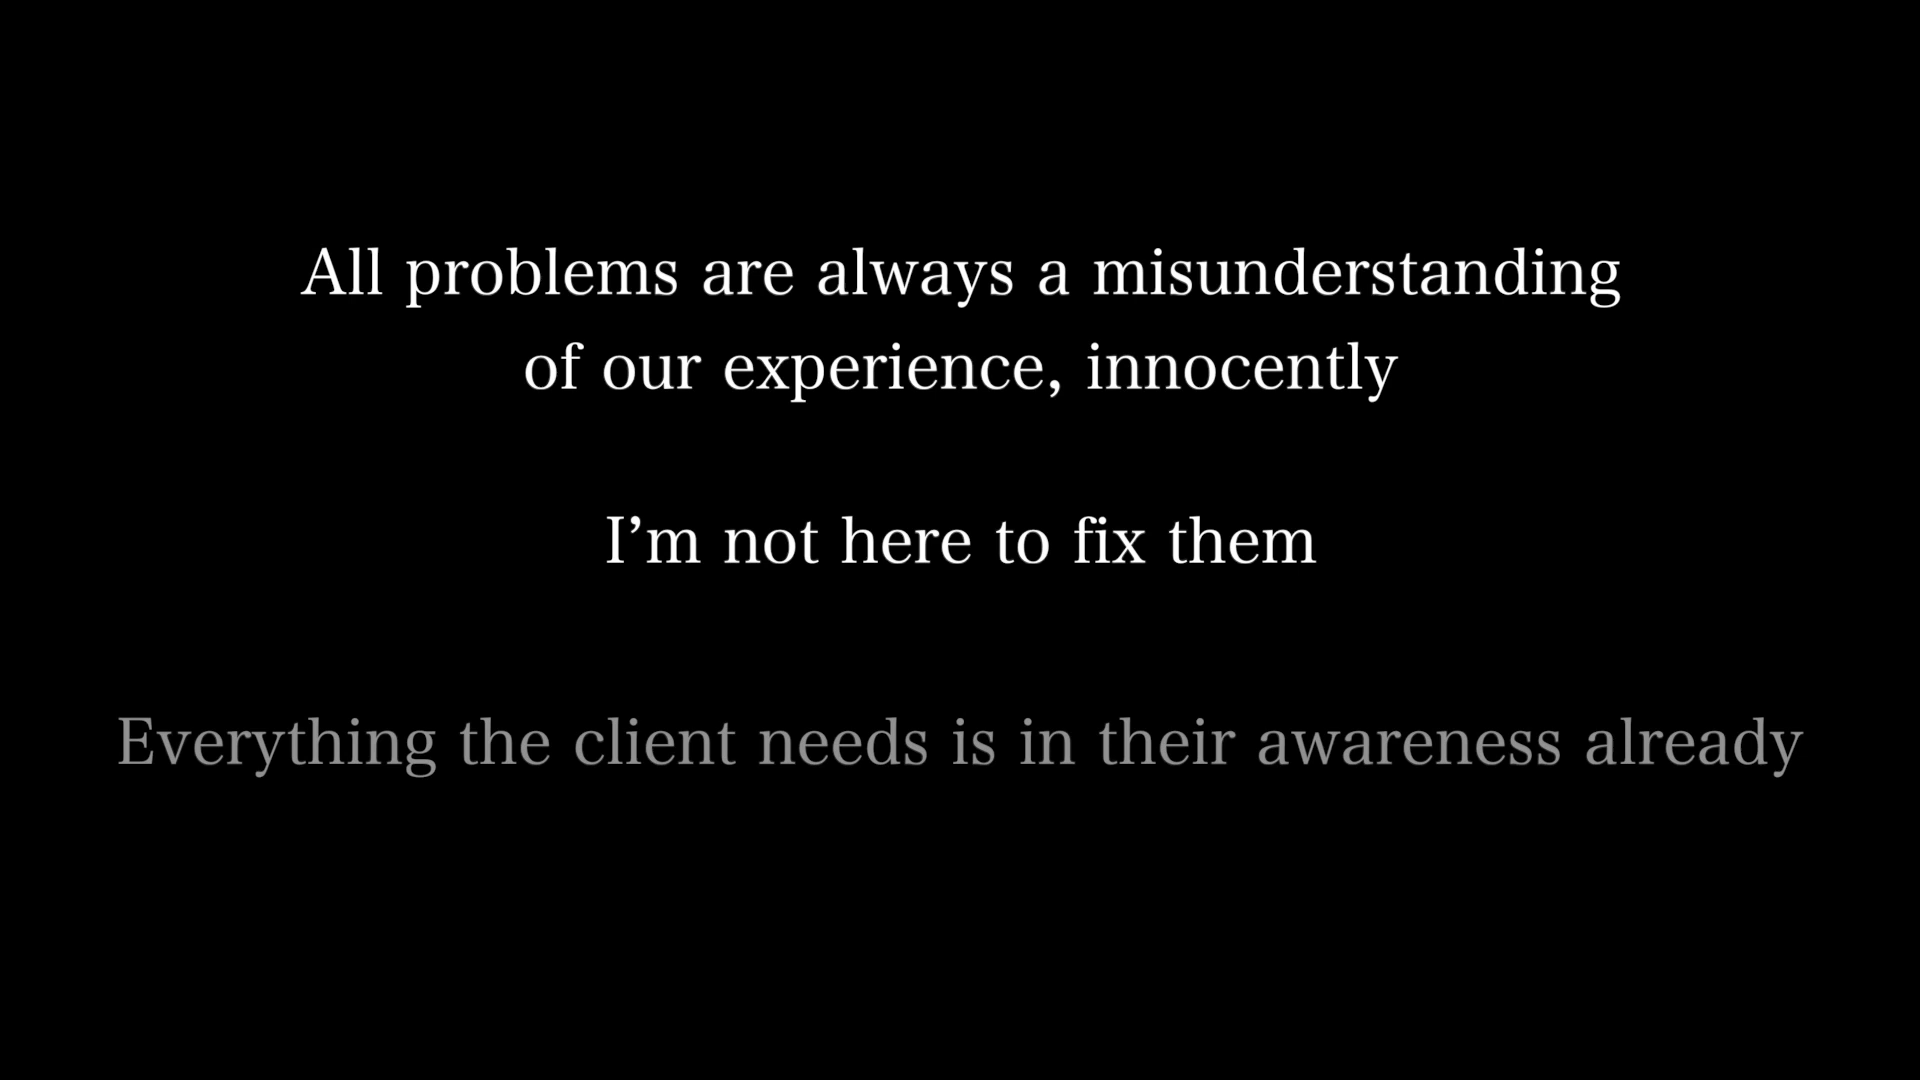 All problems are always a misunderstanding
of our experience, innocently
I’m not here to fix them
Everything the client needs is in their awareness already